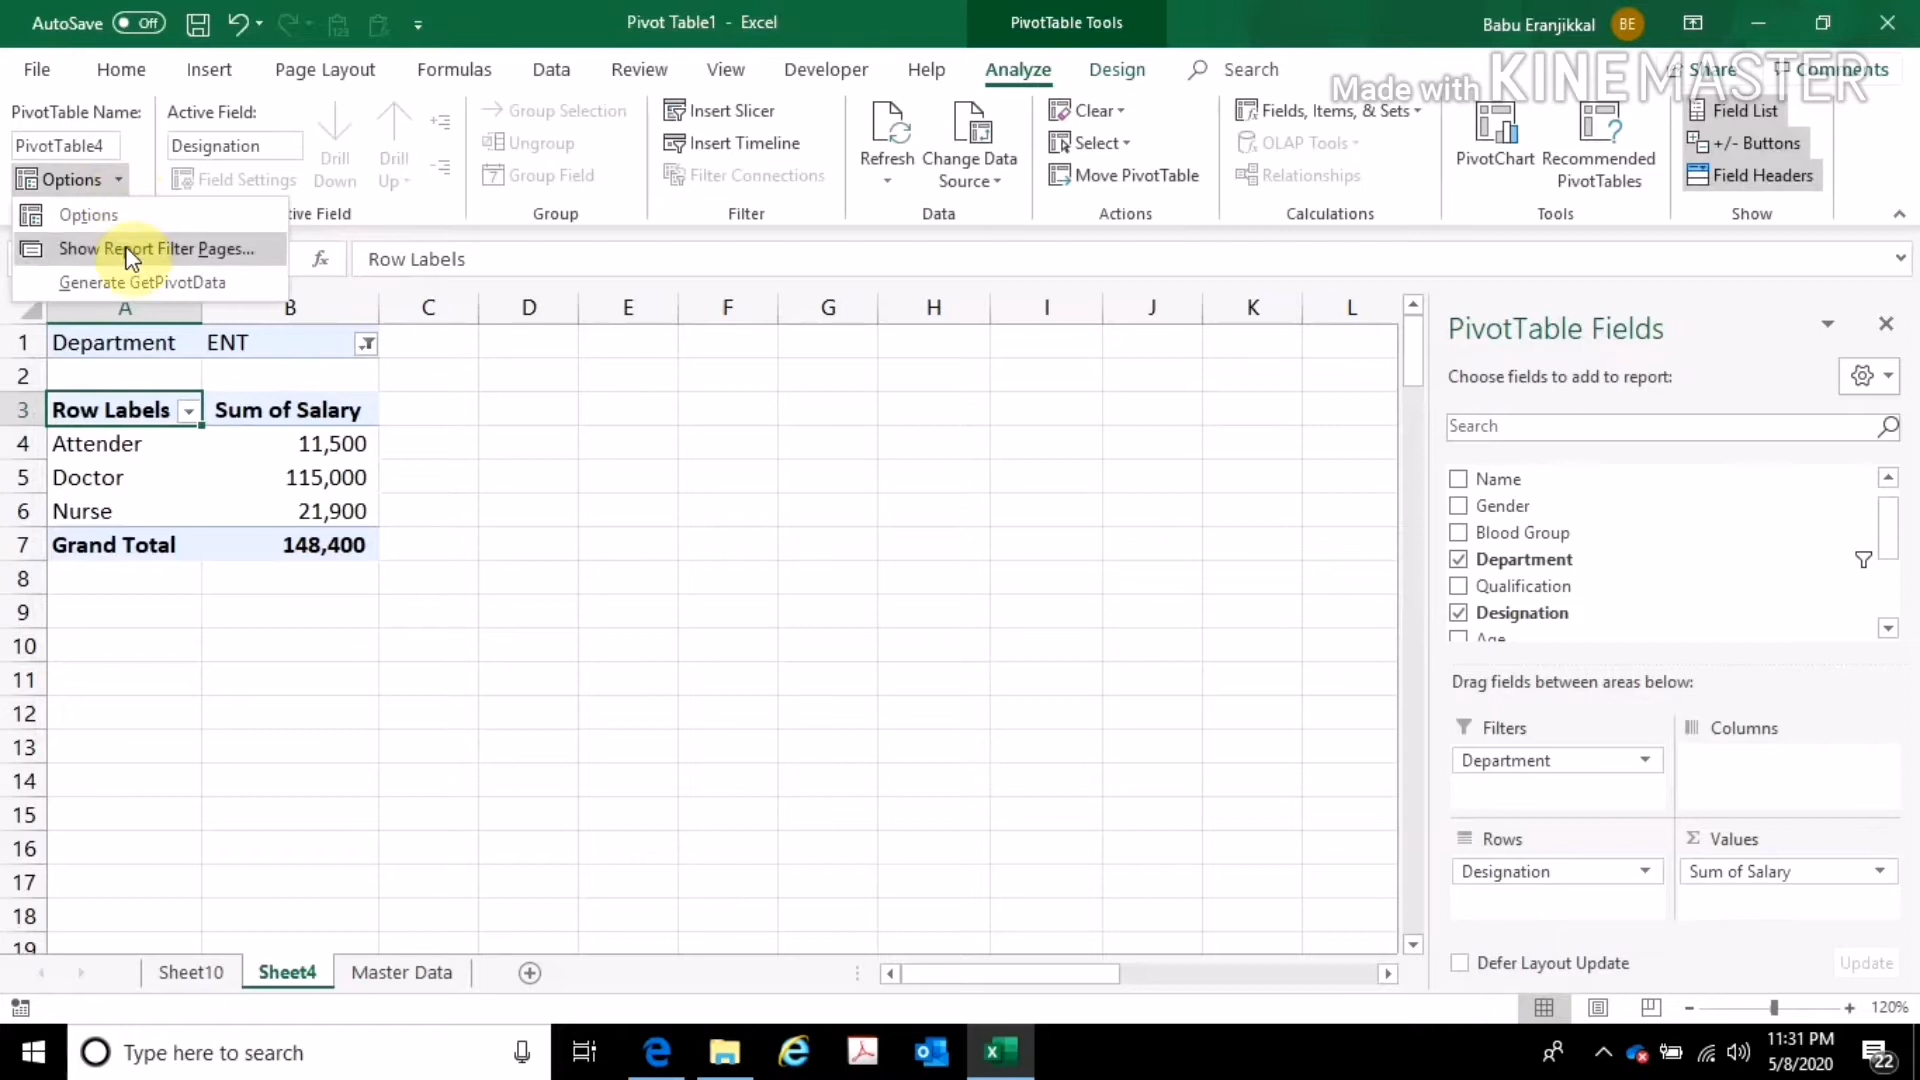 AutoSave Off
Pivot Table1 - Excel
PivotTable Tools
Babu Eranjikkal BE
File Home Insert Page Layout Formulas Data Review View Developer Help Analyze Design Search Share Comments
Made with KINEMASTER
PivotTable Name:
PivotTable4
Options
Active Field:
Designation
Field Settings
Drill Down
Drill Up
Group Selection
Ungroup
7 Group Field
Group
Insert Slicer
Insert Timeline
Filter Connections
Filter
Refresh
Change Data Source
Data
Clear
Select
Move PivotTable
Actions
Fields, Items, & Sets
OLAP Tools
Relationships
Calculations
PivotChart
Recommended PivotTables
Tools
Field List
+/- Buttons
Field Headers
Show
ive Field
Options
Show Report Filter Pages...
Generate GetPivotData
fx Row Labels
A B C D E F G H I J K L
1 Department ENT
2
3 Row Labels Sum of Salary
4 Attender 11,500
5 Doctor 115,000
6 Nurse 21,900
7 Grand Total 148,400
8
9
10
11
12
13
14
15
16
17
18
19
PivotTable Fields
Choose fields to add to report:
Search
Name
Gender
Blood Group
Department
Qualification
Designation
Age
Drag fields between areas below:
Filters
Columns
Department
Rows
Σ Values
Designation
Sum of Salary
Defer Layout Update
Update
Sheet10 Sheet4 Master Data
120%
Type here to search
11:31 PM
5/8/2020
22